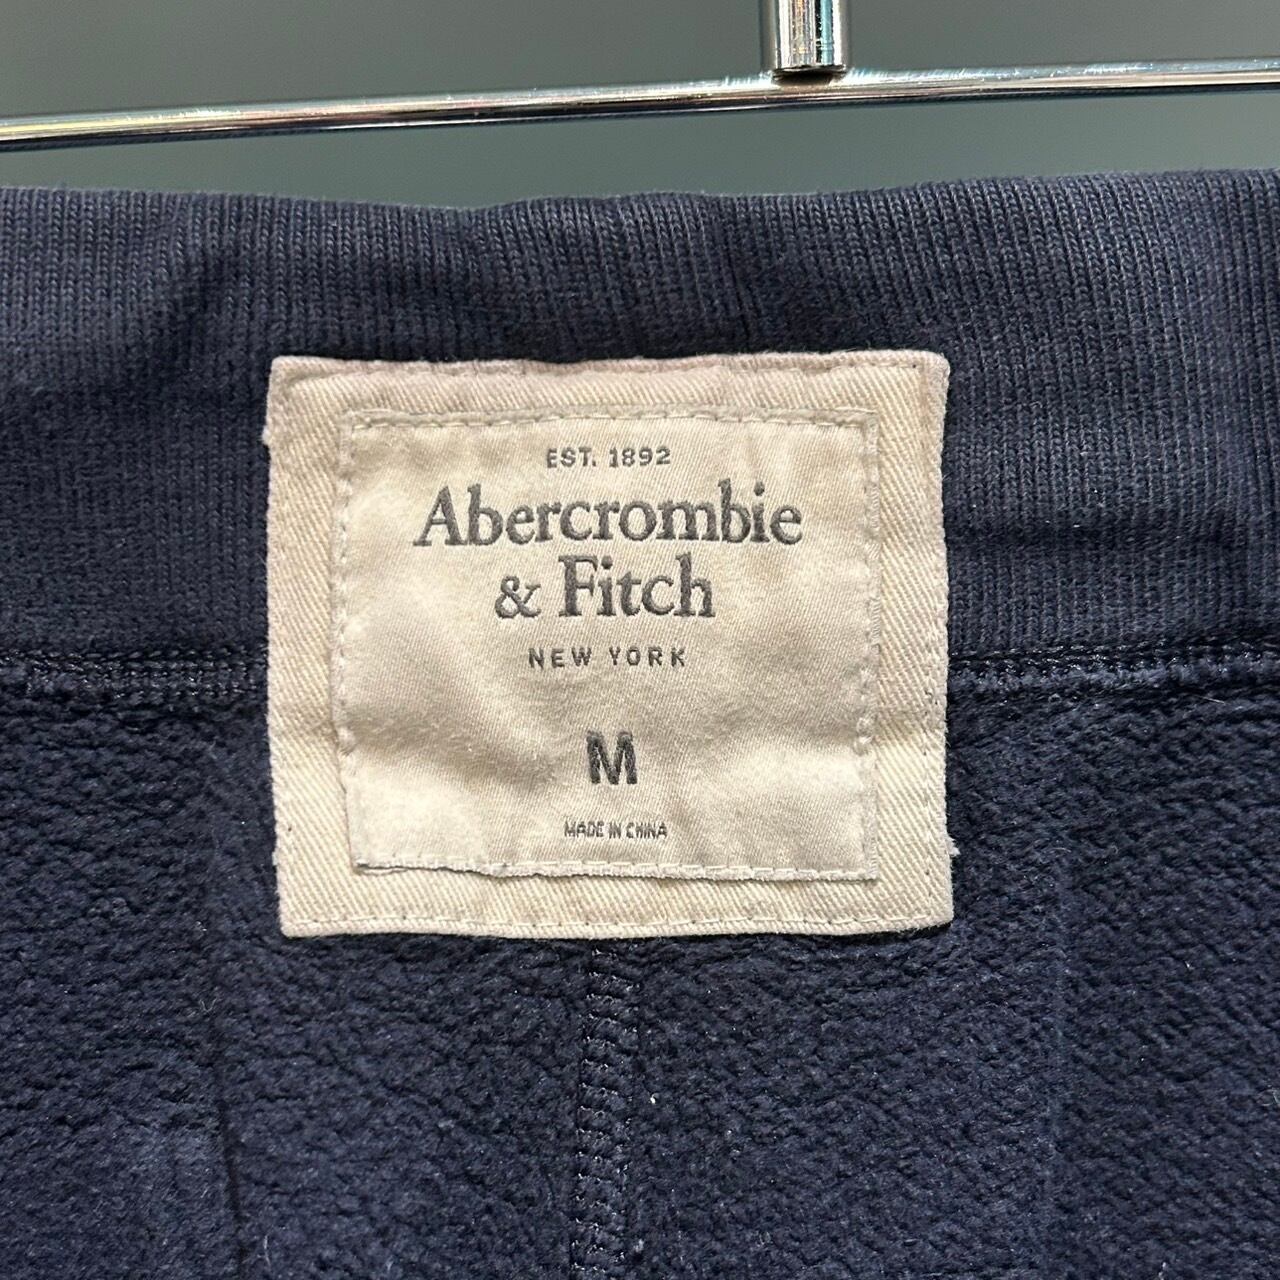 EST. 1892
Abercrombie
& Fitch
NEW YORK
M
MADE IN CHINA